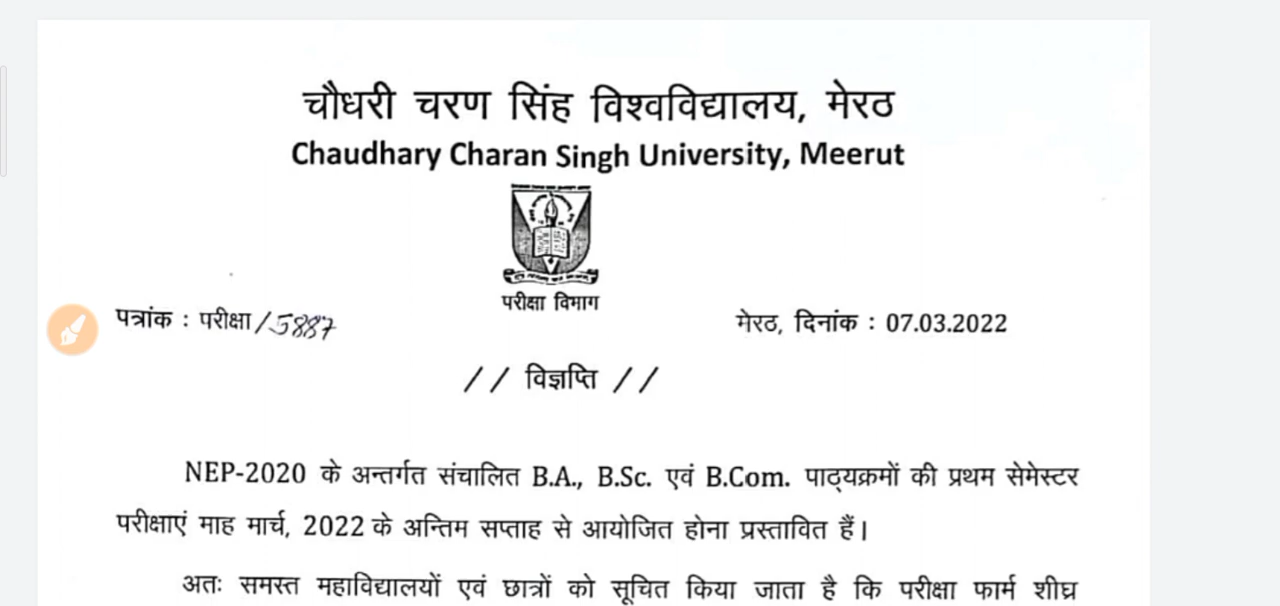 चौधरी चरण सिंह विश्वविद्यालय, मेरठ
Chaudhary Charan Singh University, Meerut
परीक्षा विभाग
पत्रांक : परीक्षा/5887
मेरठ, दिनांक : 07.03.2022
// विज्ञप्ति //
NEP-2020 के अन्तर्गत संचालित B.A., B.Sc. एवं B.Com. पाठ्यक्रमों की प्रथम सेमेस्टर
परीक्षाएं माह मार्च, 2022 के अन्तिम सप्ताह से आयोजित होना प्रस्तावित हैं।
अतः समस्त महाविद्यालयों एवं छात्रों को सूचित किया जाता है कि परीक्षा फार्म शीघ्र